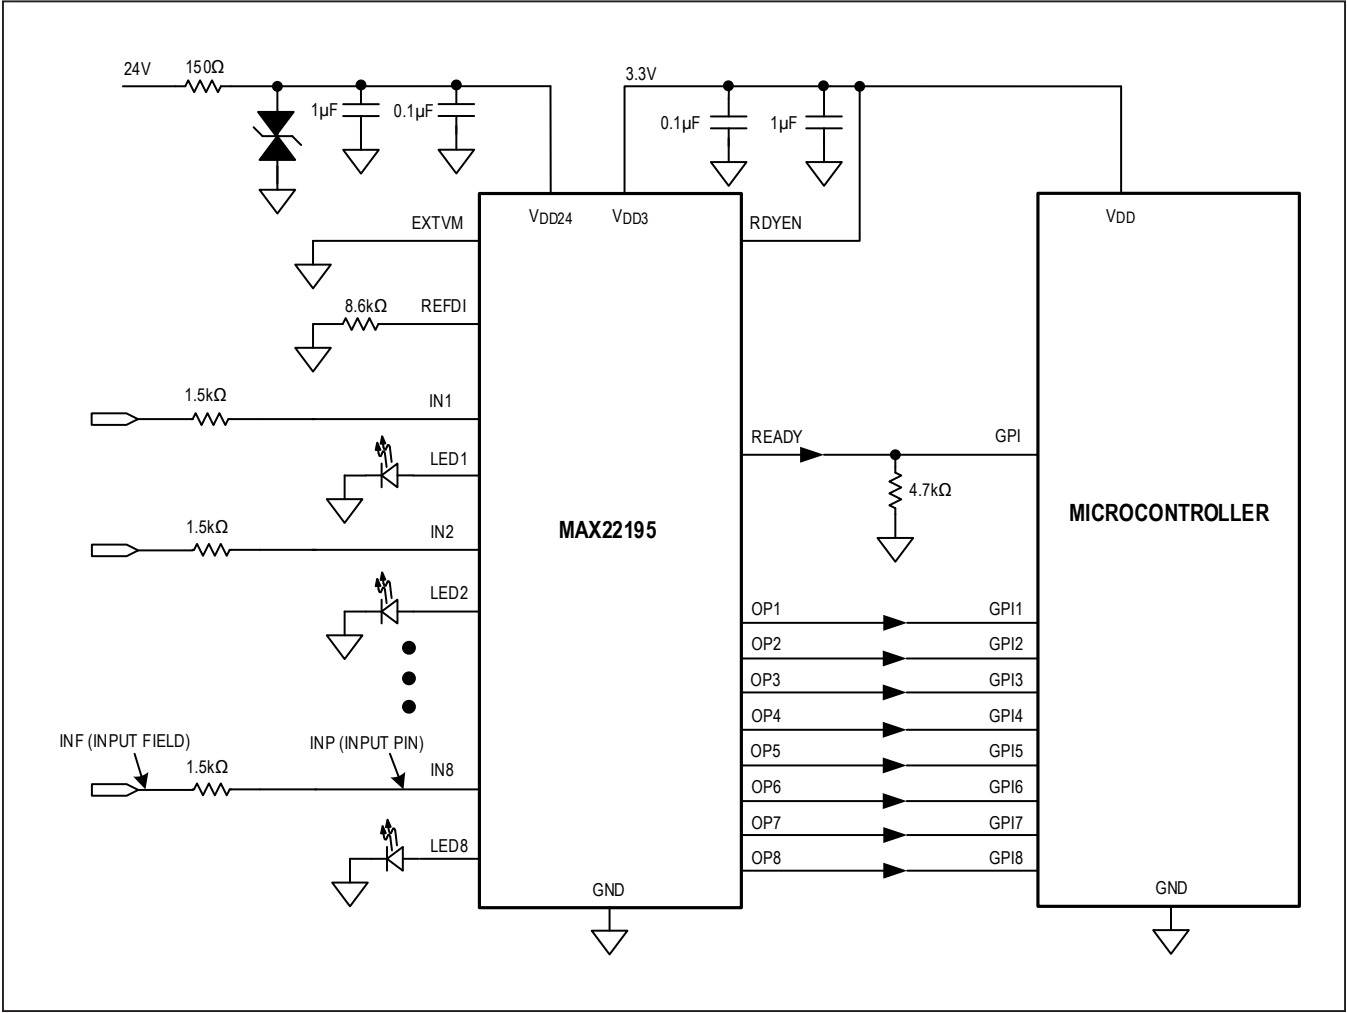 24V
150Ω
3.3V
1µF
0.1µF
0.1µF
1µF
EXTVM
VDD24
VDD3
RDYEN
VDD
8.6kΩ
REFDI
1.5kΩ
IN1
READY
GPI
LED1
4.7kΩ
1.5kΩ
IN2
MAX22195
MICROCONTROLLER
LED2
OP1
GPI1
OP2
GPI2
OP3
GPI3
OP4
GPI4
INF (INPUT FIELD)
INP (INPUT PIN)
OP5
GPI5
1.5kΩ
IN8
OP6
GPI6
OP7
GPI7
LED8
OP8
GPI8
GND
GND